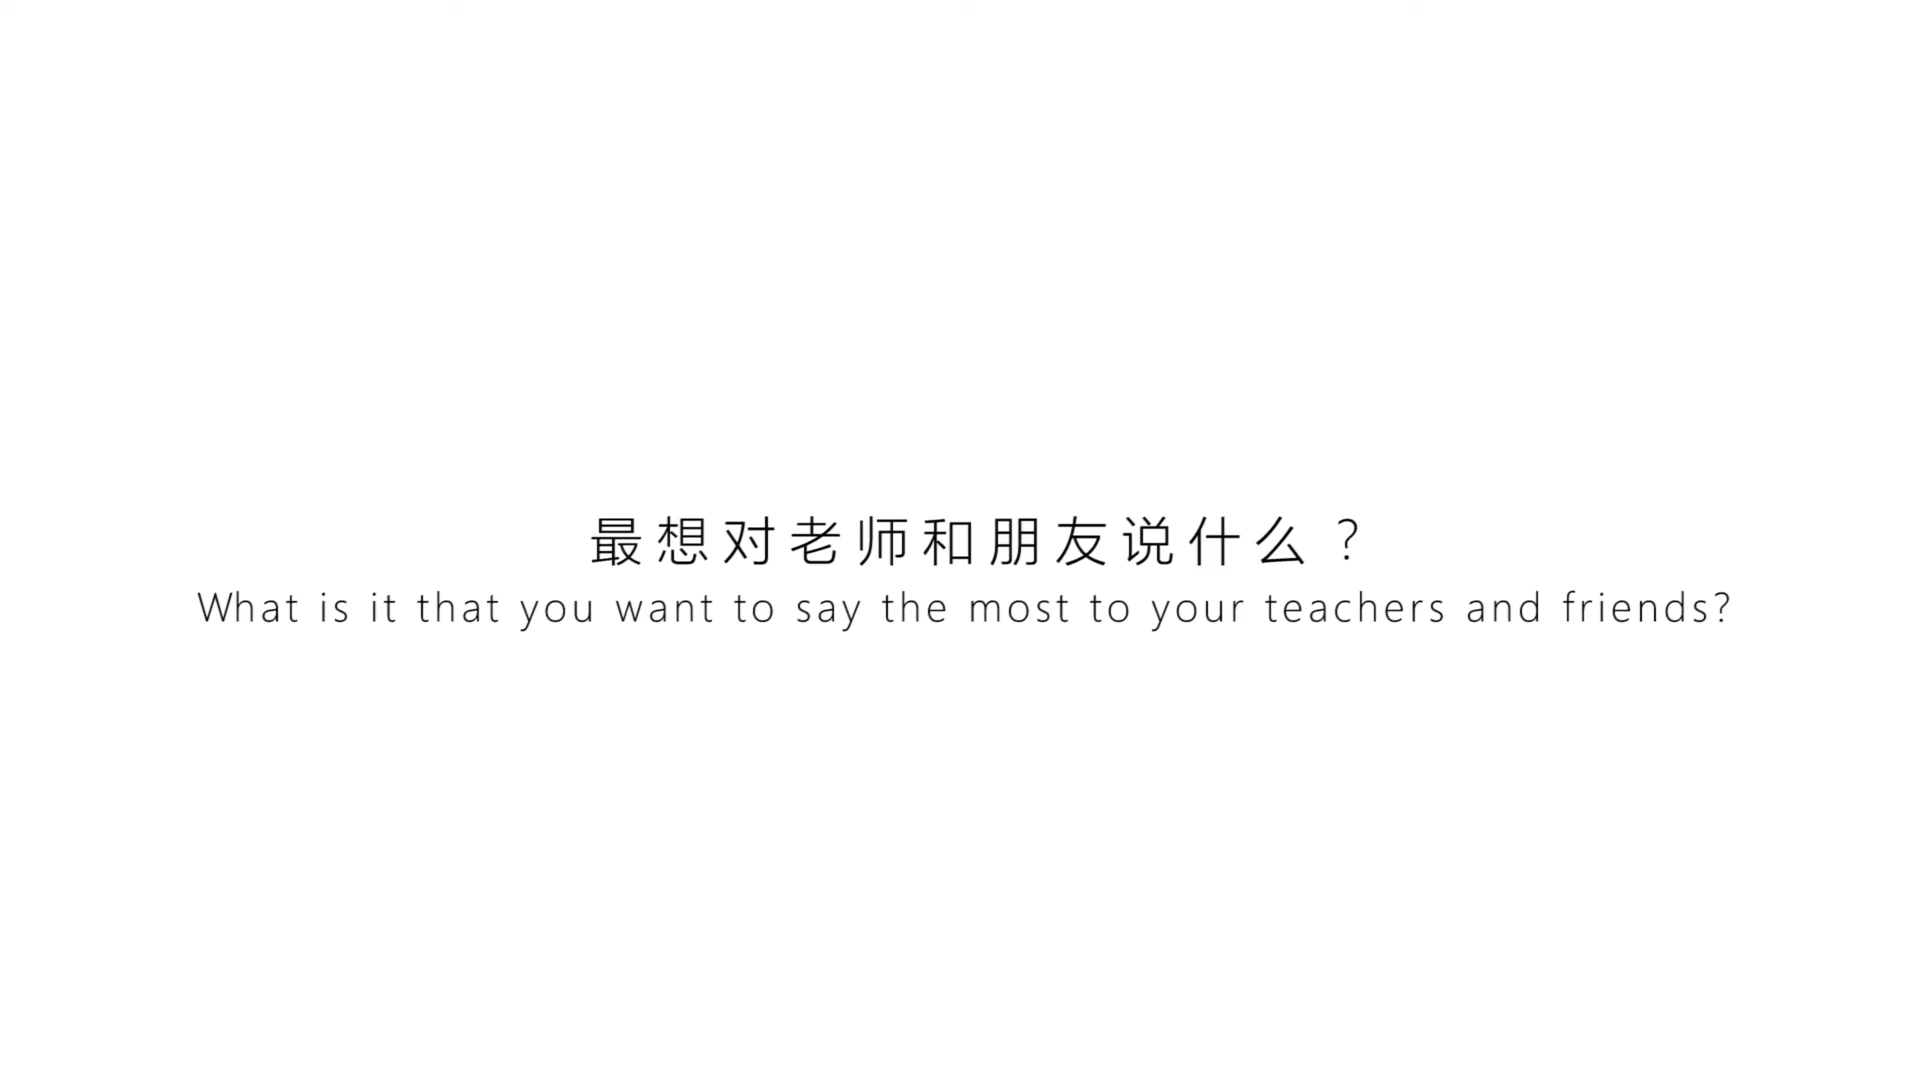 最想对老师和朋友说什么？
What is it that you want to say the most to your teachers and friends?